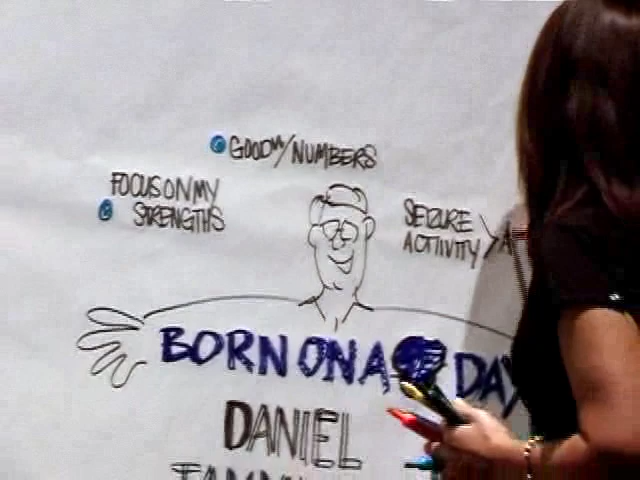 GOOD W/ NUMBERS
FOCUS ON MY
STRENGTHS
SEIZURE
ACTIVITY
BORN ON A DAY
DANIEL